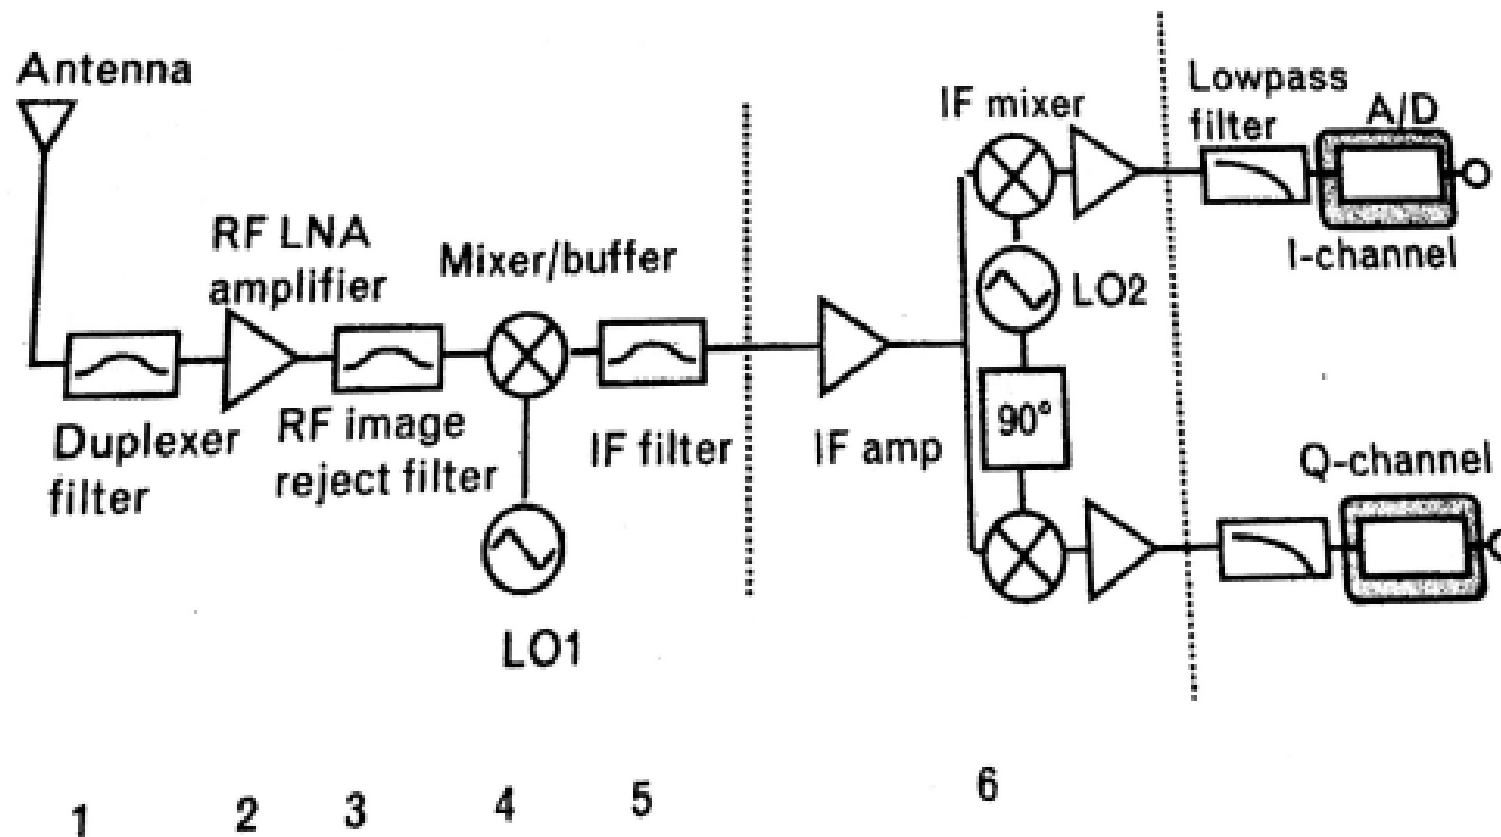 Antenna
RF LNA
amplifier
Mixer/buffer
IF mixer
Lowpass
filter
A/D
I-channel
LO2
90°
Duplexer
filter
RF image
reject filter
IF filter
IF amp
Q-channel
LO1
1 2 3 4 5 6